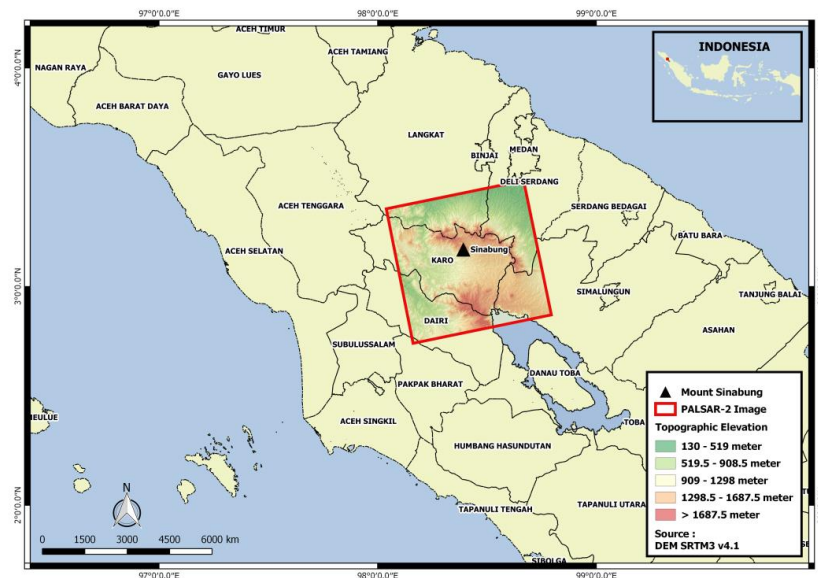 97°0'0.0"E
98°0'0.0"E
99°0'0.0"E
4°0'0.0"N
3°0'0.0"N
2°0'0.0"N
ACEH TIMUR
NAGAN RAYA
GAYO LUES
ACEH TAMIANG
INDONESIA
ACEH BARAT DAYA
LANGKAT
MEDAN
BINJAI
DELI SERDANG
ACEH TENGGARA
SERDANG BEDAGAI
BATU BARA
ACEH SELATAN
Sinabung
KARO
SIMALUNGUN
TANJUNG BALAI
DAIRI
ASAHAN
SUBULUSSALAM
DANAU TOBA
PAKPAK BHARAT
EULUE
ACEH SINGKIL
TOBA
HUMBANG HASUNDUTAN
TAPANULI TENGAH
TAPANULI UTARA
SIBOLGA
Mount Sinabung
PALSAR-2 Image
Topographic Elevation
130 - 519 meter
519.5 - 908.5 meter
909 - 1298 meter
1298.5 - 1687.5 meter
> 1687.5 meter
Source :
DEM SRTM3 v4.1
N
0 1500 3000 4500 6000 km
97°0'0.0"E
98°0'0.0"E
99°0'0.0"E